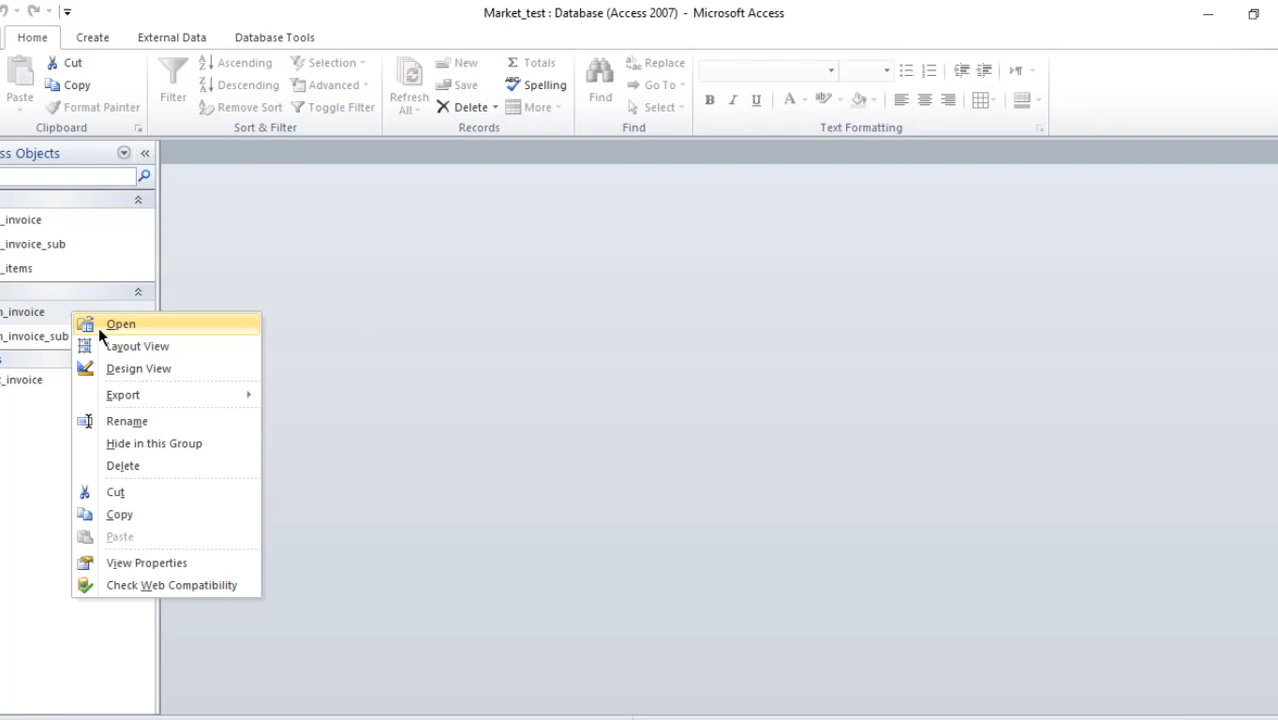 Market_test : Database (Access 2007) - Microsoft Access
Home Create External Data Database Tools
Cut
Copy
Format Painter
Paste
Clipboard
Filter
Ascending
Descending
Remove Sort
Selection
Advanced
Toggle Filter
Sort & Filter
Refresh All
New
Save
Delete
Totals
Spelling
More
Records
Find
Replace
Go To
Select
Find
B I U A ab
Text Formatting
ss Objects
_invoice
_invoice_sub
_items
_invoice
_invoice_sub
_invoice
Open
Layout View
Design View
Export
Rename
Hide in this Group
Delete
Cut
Copy
Paste
View Properties
Check Web Compatibility